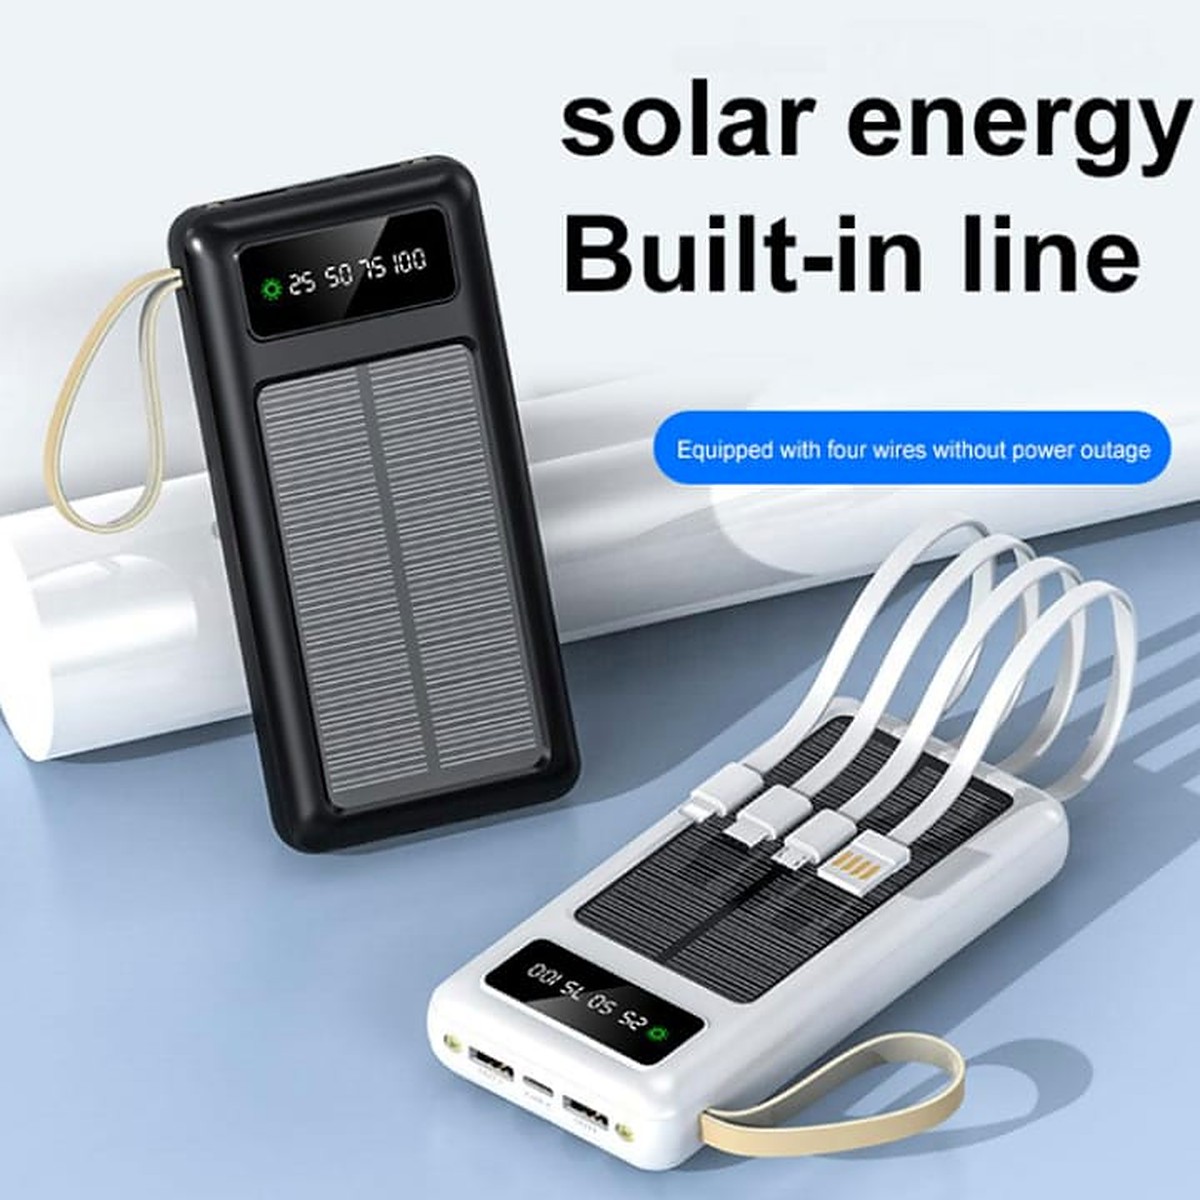 solar energy
Built-in line
Equipped with four wires without power outage
25 50 75 100
25 50 75 100